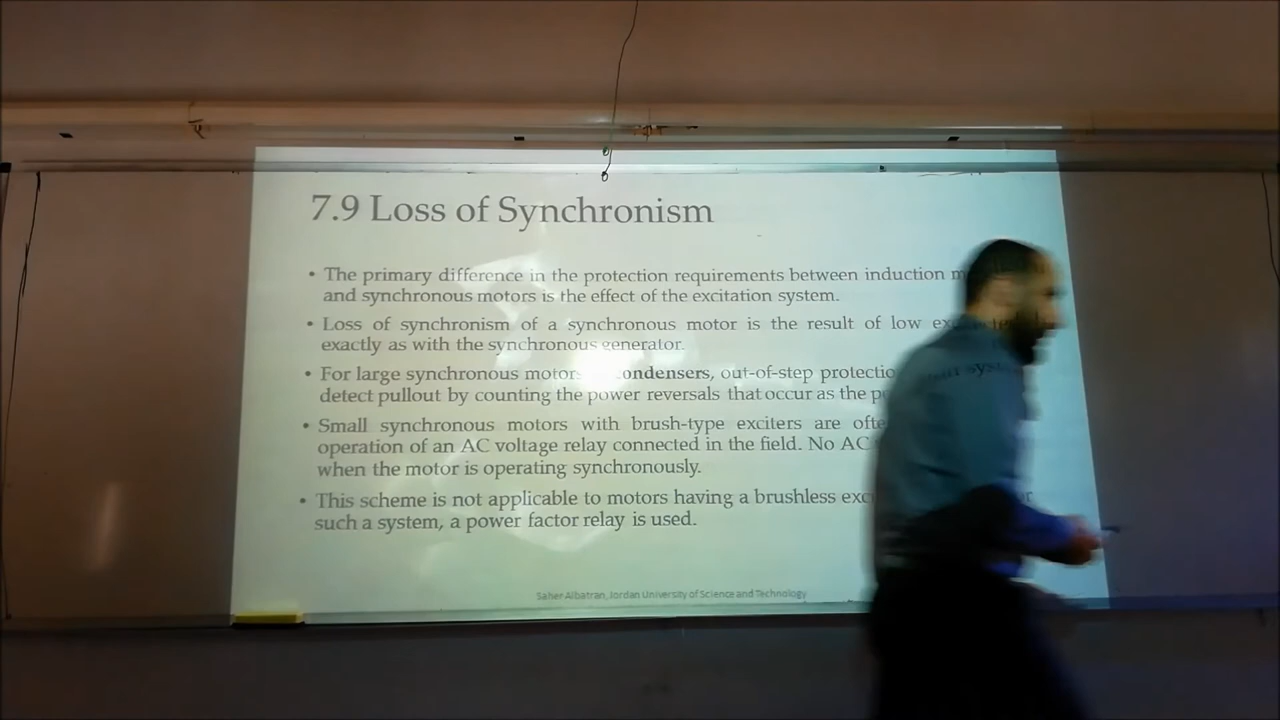 7.9 Loss of Synchronism
• The primary difference in the protection requirements between induction
and synchronous motors is the effect of the excitation system.
• Loss of synchronism of a synchronous motor is the result of low
exactly as with the synchronous generator.
• For large synchronous motors condensers, out-of-step
detect pullout by counting the power reversals that occur as the
• Small synchronous motors with brush-type exciters are
operation of an AC voltage relay connected in the field. No AC
when the motor is operating synchronously.
• This scheme is not applicable to motors having a brushless
such a system, a power factor relay is used.
Saher Albatran, Jordan University of Science and Technology